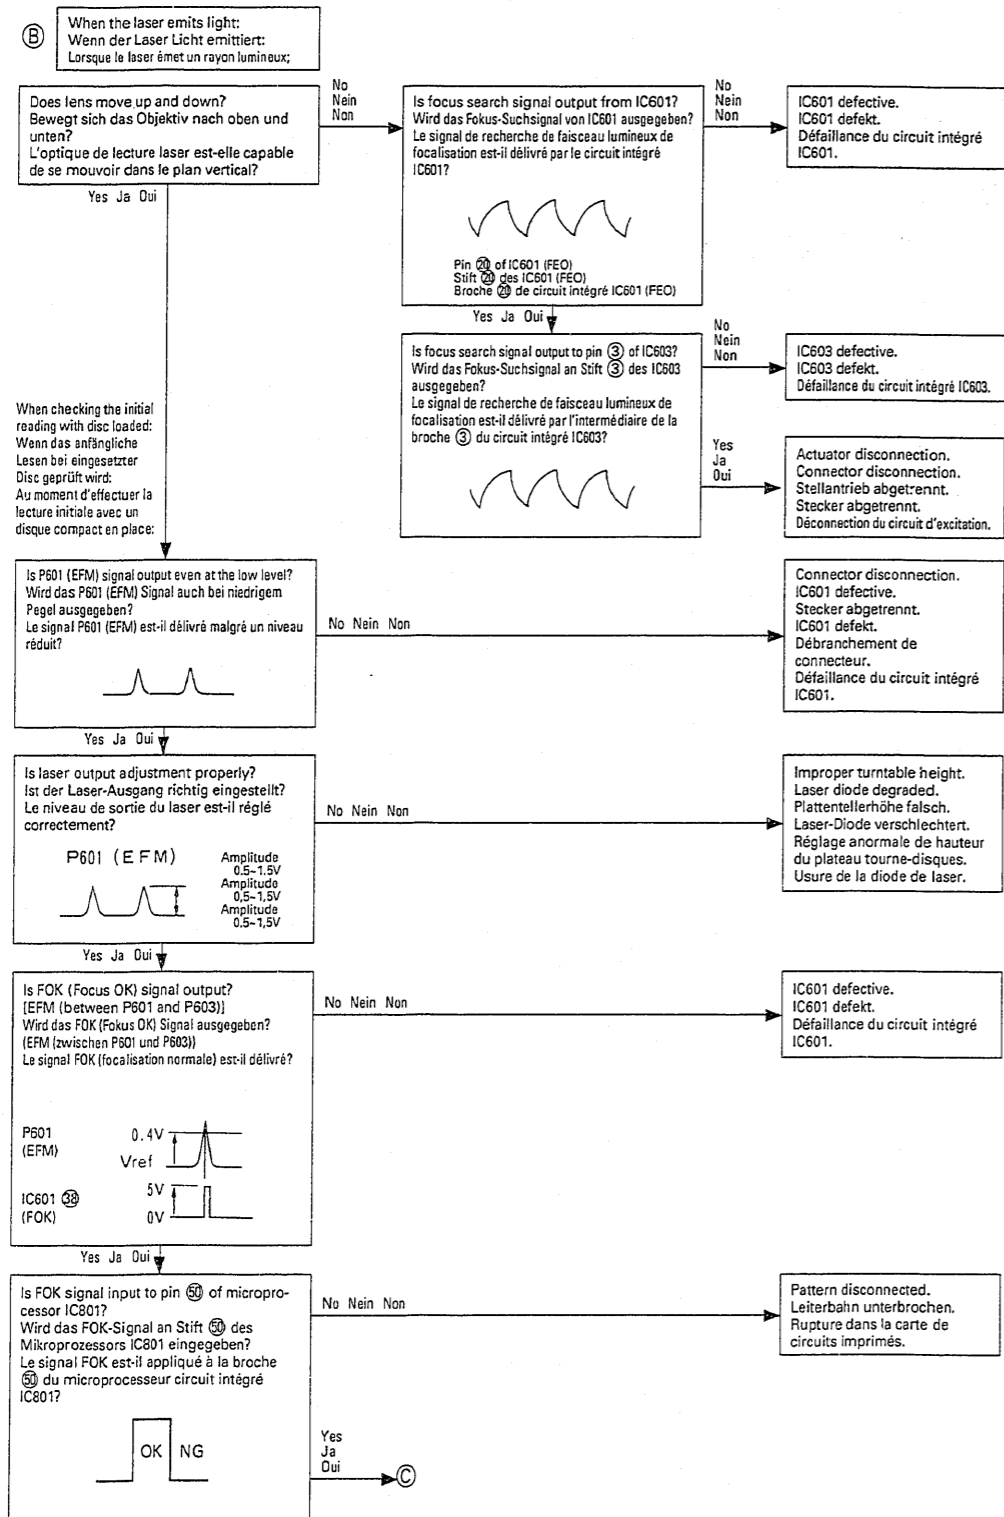 Ⓑ
When the laser emits light:
Wenn der Laser Licht emittiert:
Lorsque le laser émet un rayon lumineux;
Does lens move up and down?
Bewegt sich das Objektiv nach oben und
unten?
L'optique de lecture laser est-elle capable
de se mouvoir dans le plan vertical?
No
Nein
Non
Is focus search signal output from IC601?
Wird das Fokus-Suchsignal von IC601 ausgegeben?
Le signal de recherche de faisceau lumineux de
focalisation est-il délivré par le circuit intégré
IC601?
Pin ⑳ of IC601 (FEO)
Stift ⑳ des IC601 (FEO)
Broche ⑳ de circuit intégré IC601 (FEO)
No
Nein
Non
IC601 defective.
IC601 defekt.
Défaillance du circuit intégré
IC601.
Yes Ja Oui
Yes Ja Oui
Is focus search signal output to pin ③ of IC603?
Wird das Fokus-Suchsignal an Stift ③ des IC603
ausgegeben?
Le signal de recherche de faisceau lumineux de
focalisation est-il délivré par l'intermédiaire de la
broche ③ du circuit intégré IC603?
No
Nein
Non
IC603 defective.
IC603 defekt.
Défaillance du circuit intégré IC603.
Yes
Ja
Oui
Actuator disconnection.
Connector disconnection.
Stellantrieb abgetrennt.
Stecker abgetrennt.
Déconnection du circuit d'excitation.
When checking the initial
reading with disc loaded:
Wenn das anfängliche
Lesen bei eingesetzter
Disc geprüft wird:
Au moment d'effectuer la
lecture initiale avec un
disque compact en place:
Is P601 (EFM) signal output even at the low level?
Wird das P601 (EFM) Signal auch bei niedrigem
Pegel ausgegeben?
Le signal P601 (EFM) est-il délivré malgré un niveau
réduit?
No Nein Non
Connector disconnection.
IC601 defective.
Stecker abgetrennt.
IC601 defekt.
Débranchement de
connecteur.
Défaillance du circuit intégré
IC601.
Yes Ja Oui
Is laser output adjustment properly?
Ist der Laser-Ausgang richtig eingestellt?
Le niveau de sortie du laser est-il réglé
correctement?
P601 (EFM)
Amplitude
0.5~1.5V
Amplitude
0,5~1,5V
Amplitude
0,5~1,5V
No Nein Non
Improper turntable height.
Laser diode degraded.
Plattentellerhöhe falsch.
Laser-Diode verschlechtert.
Réglage anormale de hauteur
du plateau tourne-disques.
Usure de la diode de laser.
Yes Ja Oui
Is FOK (Focus OK) signal output?
[EFM (between P601 and P603)]
Wird das FOK (Fokus OK) Signal ausgegeben?
(EFM (zwischen P601 und P603))
Le signal FOK (focalisation normale) est-il délivré?
P601
(EFM)
0.4V
Vref
IC601 ㊳
(FOK)
5V
0V
No Nein Non
IC601 defective.
IC601 defekt.
Défaillance du circuit intégré
IC601.
Yes Ja Oui
Is FOK signal input to pin ㊿ of micropro-
cessor IC801?
Wird das FOK-Signal an Stift ㊿ des
Mikroprozessors IC801 eingegeben?
Le signal FOK est-il appliqué à la broche
㊿ du microprocesseur circuit intégré
IC801?
OK NG
No Nein Non
Pattern disconnected.
Leiterbahn unterbrochen.
Rupture dans la carte de
circuits imprimés.
Yes
Ja
Oui
Ⓒ